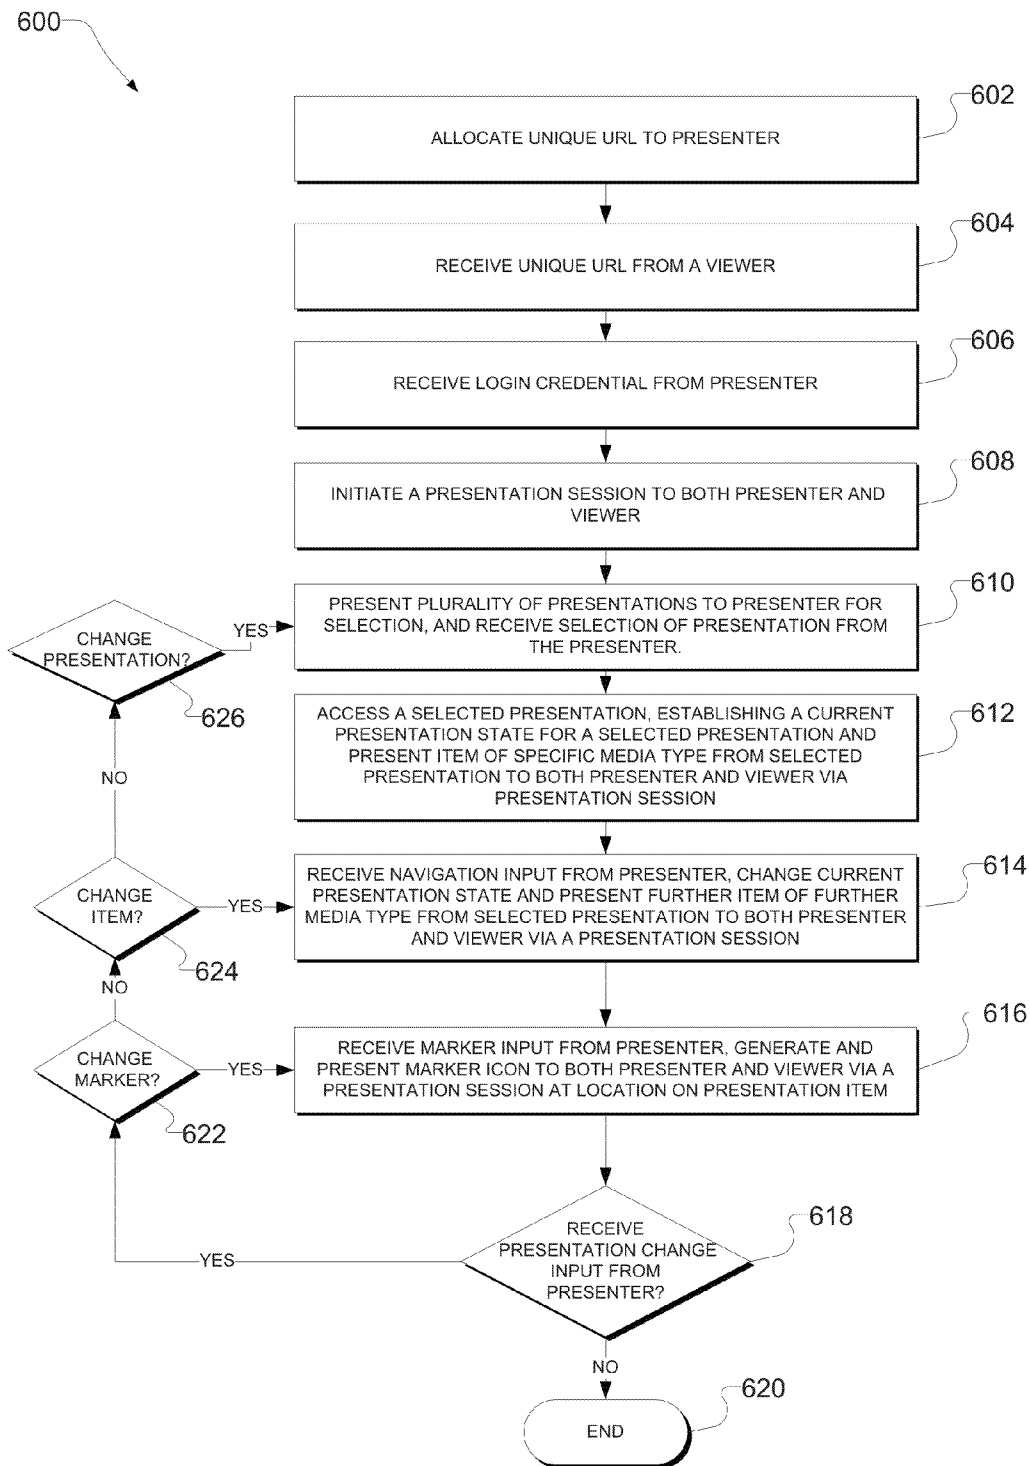 600
602
ALLOCATE UNIQUE URL TO PRESENTER
604
RECEIVE UNIQUE URL FROM A VIEWER
606
RECEIVE LOGIN CREDENTIAL FROM PRESENTER
608
INITIATE A PRESENTATION SESSION TO BOTH PRESENTER AND
VIEWER
610
PRESENT PLURALITY OF PRESENTATIONS TO PRESENTER FOR
SELECTION, AND RECEIVE SELECTION OF PRESENTATION FROM
THE PRESENTER.
CHANGE
PRESENTATION?
YES
626
NO
612
ACCESS A SELECTED PRESENTATION, ESTABLISHING A CURRENT
PRESENTATION STATE FOR A SELECTED PRESENTATION AND
PRESENT ITEM OF SPECIFIC MEDIA TYPE FROM SELECTED
PRESENTATION TO BOTH PRESENTER AND VIEWER VIA
PRESENTATION SESSION
614
RECEIVE NAVIGATION INPUT FROM PRESENTER, CHANGE CURRENT
PRESENTATION STATE AND PRESENT FURTHER ITEM OF FURTHER
MEDIA TYPE FROM SELECTED PRESENTATION TO BOTH PRESENTER
AND VIEWER VIA A PRESENTATION SESSION
CHANGE
ITEM?
YES
624
NO
616
RECEIVE MARKER INPUT FROM PRESENTER, GENERATE AND
PRESENT MARKER ICON TO BOTH PRESENTER AND VIEWER VIA A
PRESENTATION SESSION AT LOCATION ON PRESENTATION ITEM
CHANGE
MARKER?
YES
622
618
RECEIVE
PRESENTATION CHANGE
INPUT FROM
PRESENTER?
YES
NO
620
END